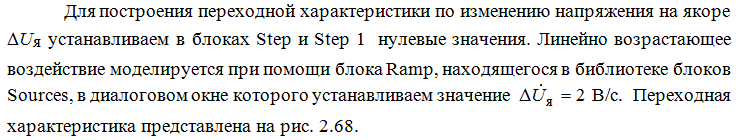 Для построения переходной характеристики по изменению напряжения на якоре
ΔUЯ устанавливаем в блоках Step и Step 1 нулевые значения. Линейно возрастающее
воздействие моделируется при помощи блока Ramp, находящегося в библиотеке блоков
Sources, в диалоговом окне которого устанавливаем значение ΔU̇я = 2 В/с. Переходная
характеристика представлена на рис. 2.68.